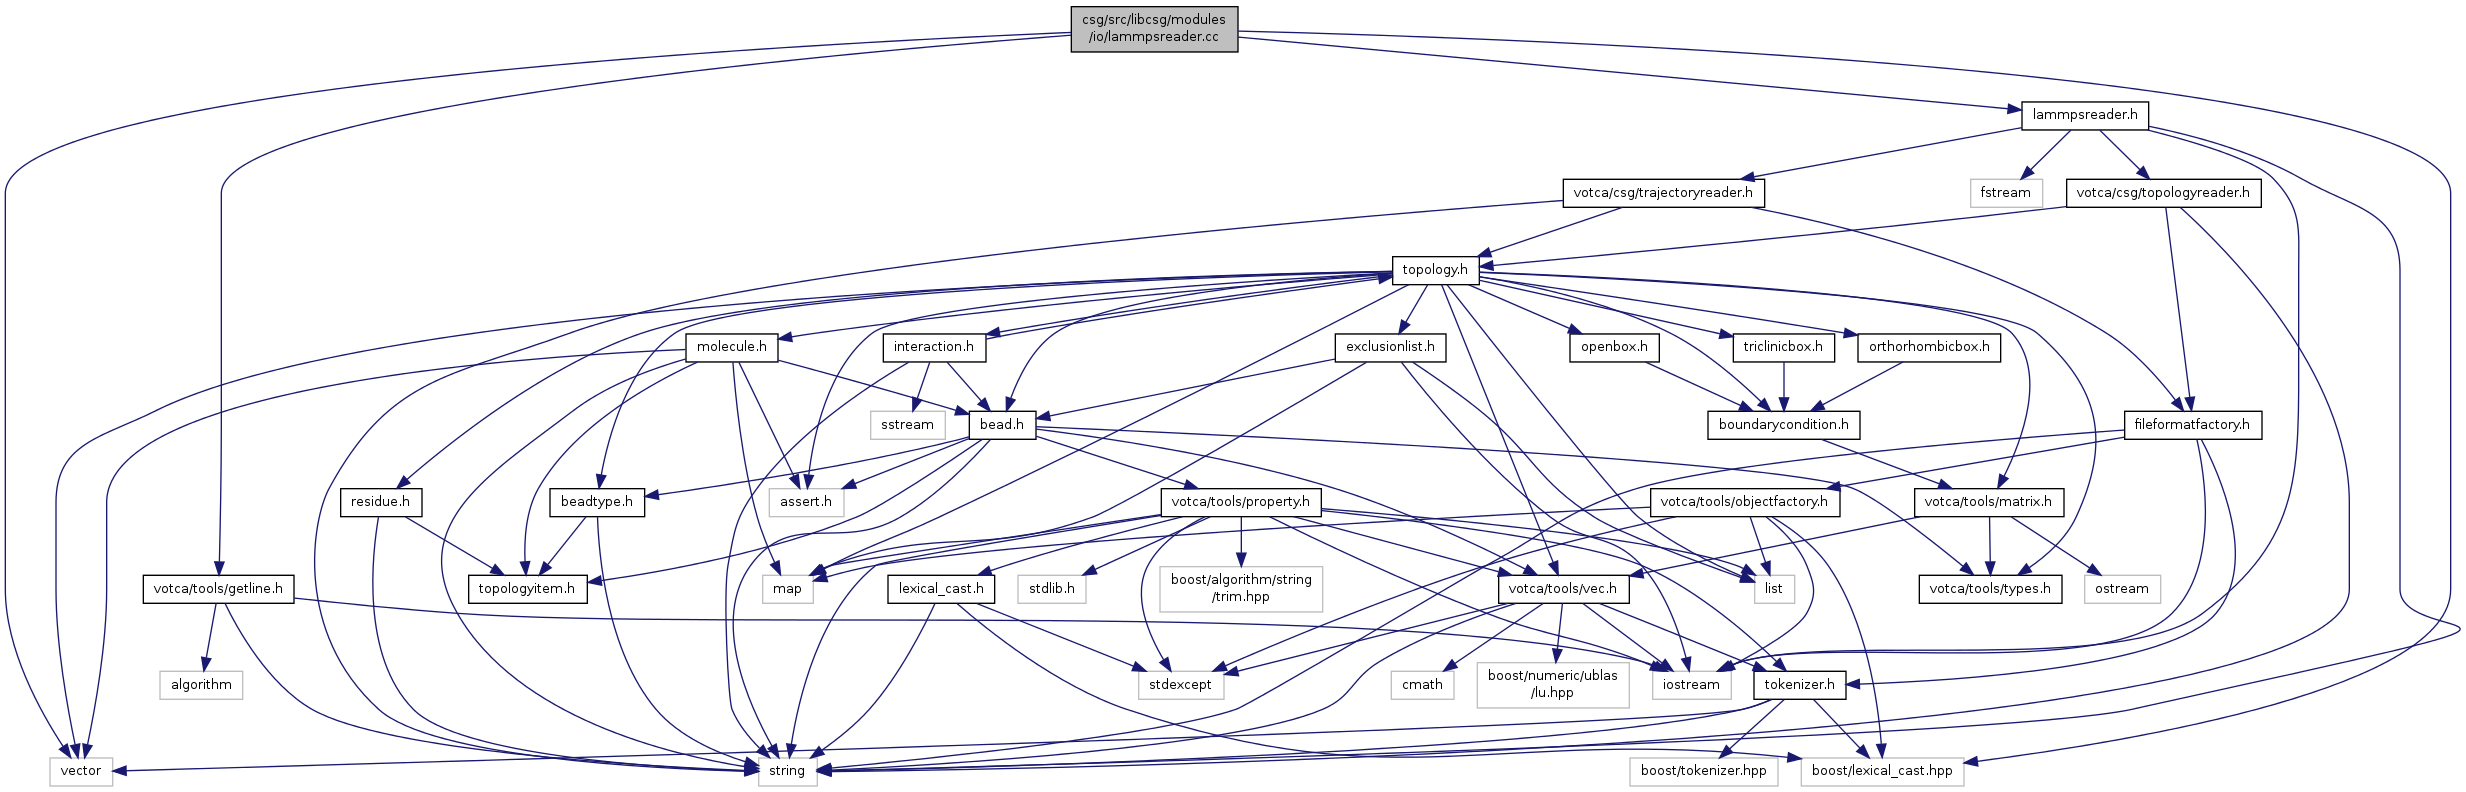 csg/src/libcsg/modules
/io/lammpsreader.cc
lammpsreader.h
votca/csg/trajectoryreader.h
fstream
votca/csg/topologyreader.h
topology.h
molecule.h
interaction.h
exclusionlist.h
openbox.h
triclinicbox.h
orthorhombicbox.h
sstream
bead.h
boundarycondition.h
fileformatfactory.h
residue.h
beadtype.h
assert.h
votca/tools/property.h
votca/tools/objectfactory.h
votca/tools/matrix.h
votca/tools/getline.h
topologyitem.h
map
lexical_cast.h
stdlib.h
boost/algorithm/string
/trim.hpp
votca/tools/vec.h
list
votca/tools/types.h
ostream
algorithm
stdexcept
cmath
boost/numeric/ublas
/lu.hpp
iostream
tokenizer.h
vector
string
boost/tokenizer.hpp
boost/lexical_cast.hpp